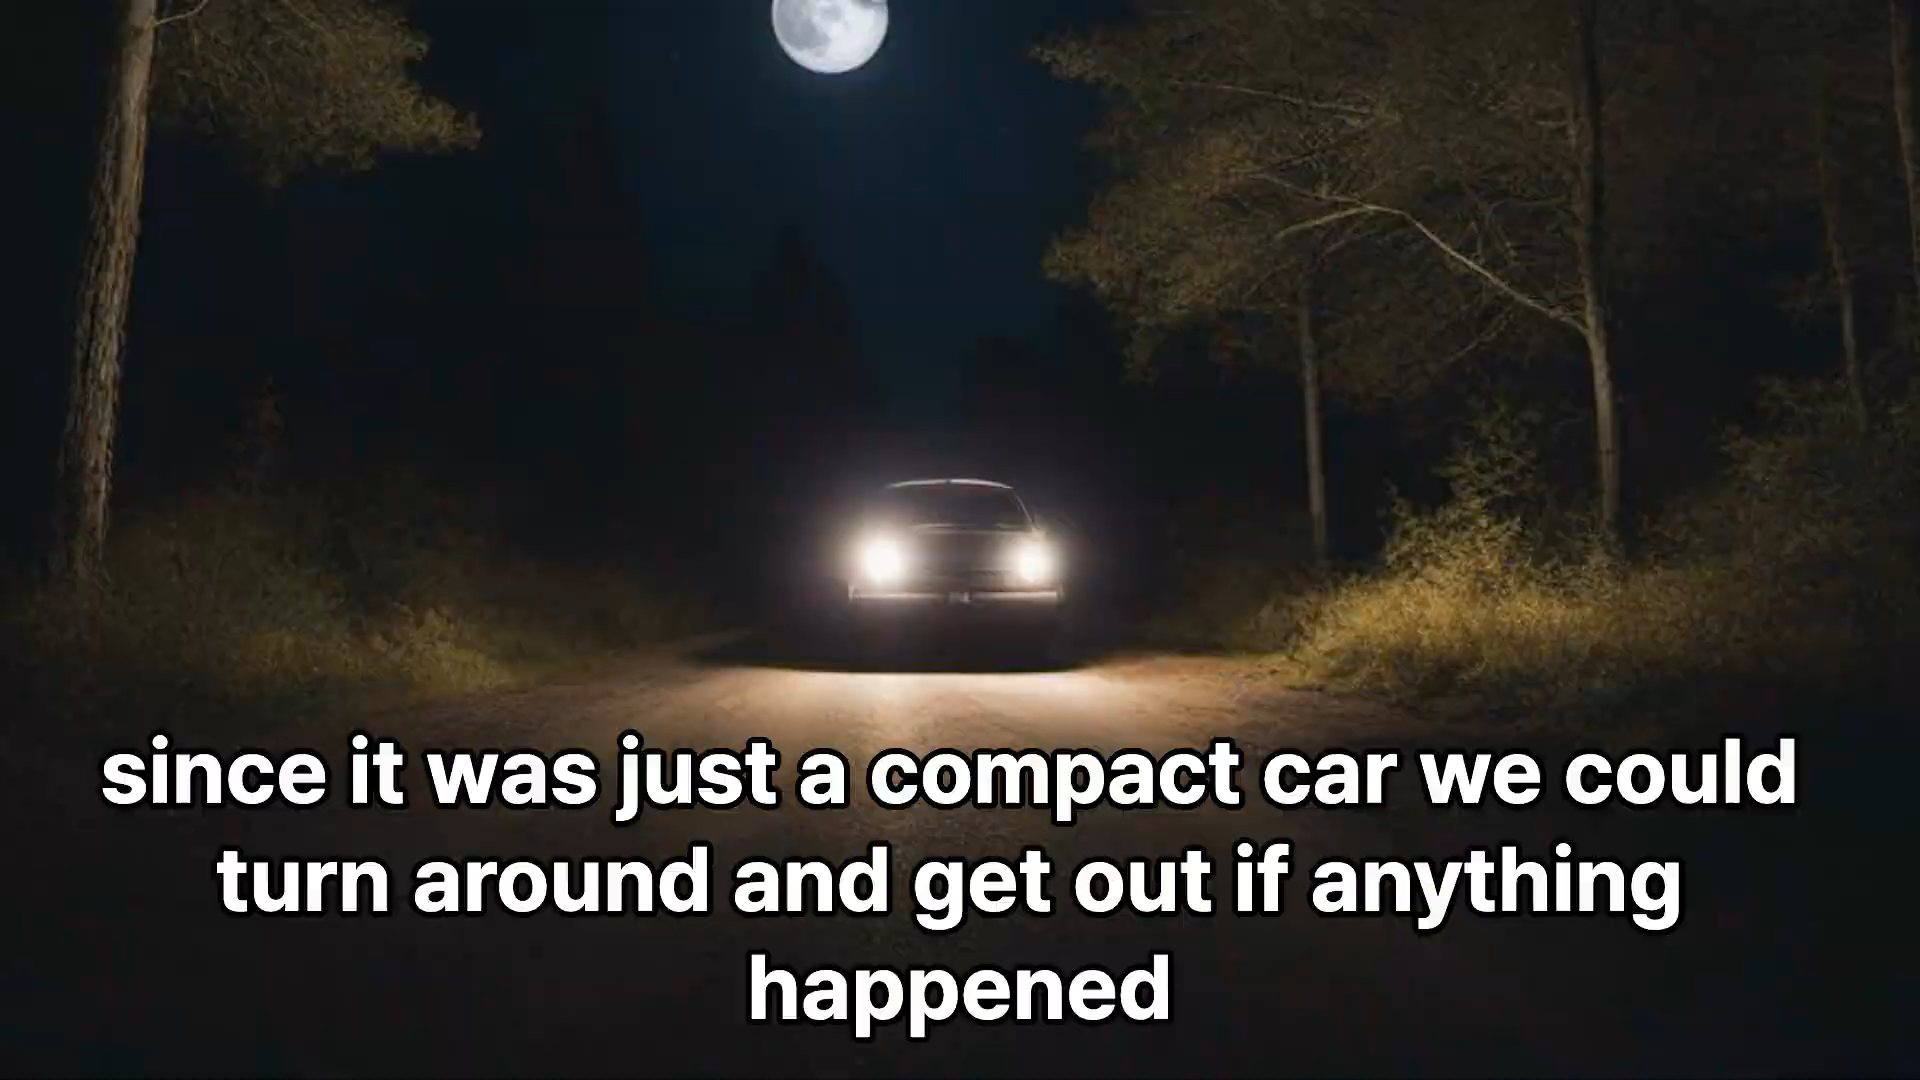 since it was just a compact car we could
turn around and get out if anything
happened